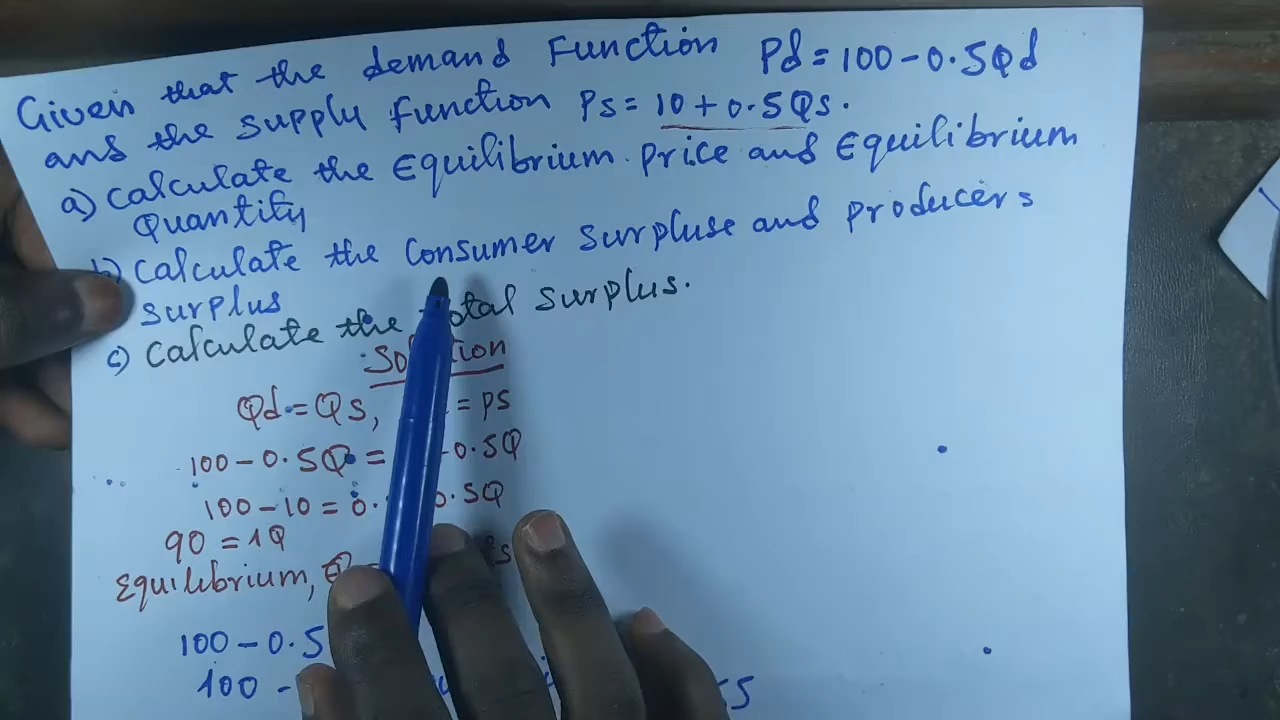 Given that the demand Function Pd = 100 - 0.5Qd
and the supply function Ps = 10 + 0.5Qs.
a) Calculate the Equilibrium price and Equilibrium
Quantity
b) Calculate the Consumer surpluse and producers
surplus
c) Calculate the total surplus.
Solution
Qd = Qs, = Ps
100 - 0.5Q = 0.5Q
100 - 10 = 0. 0.5Q
90 = 1Q
Equilibrium, Q
100 - 0.5
100 -